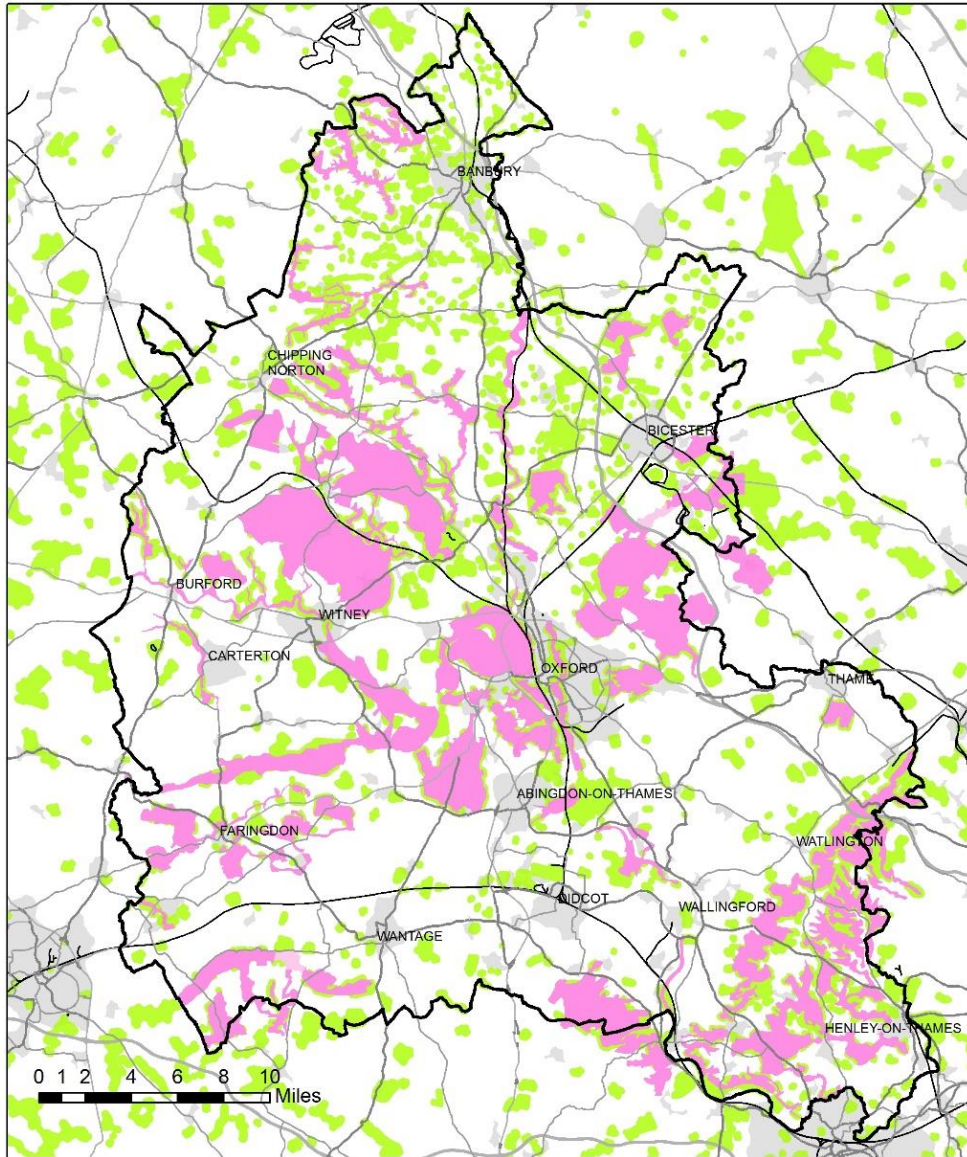 BANBURY
CHIPPING
NORTON
BICESTER
BURFORD
WITNEY
CARTERTON
OXFORD
THAME
ABINGDON-ON-THAMES
FARINGDON
WATLINGTON
DIDCOT
WALLINGFORD
WANTAGE
HENLEY-ON-THAMES
0 1 2 4 6 8 10
Miles